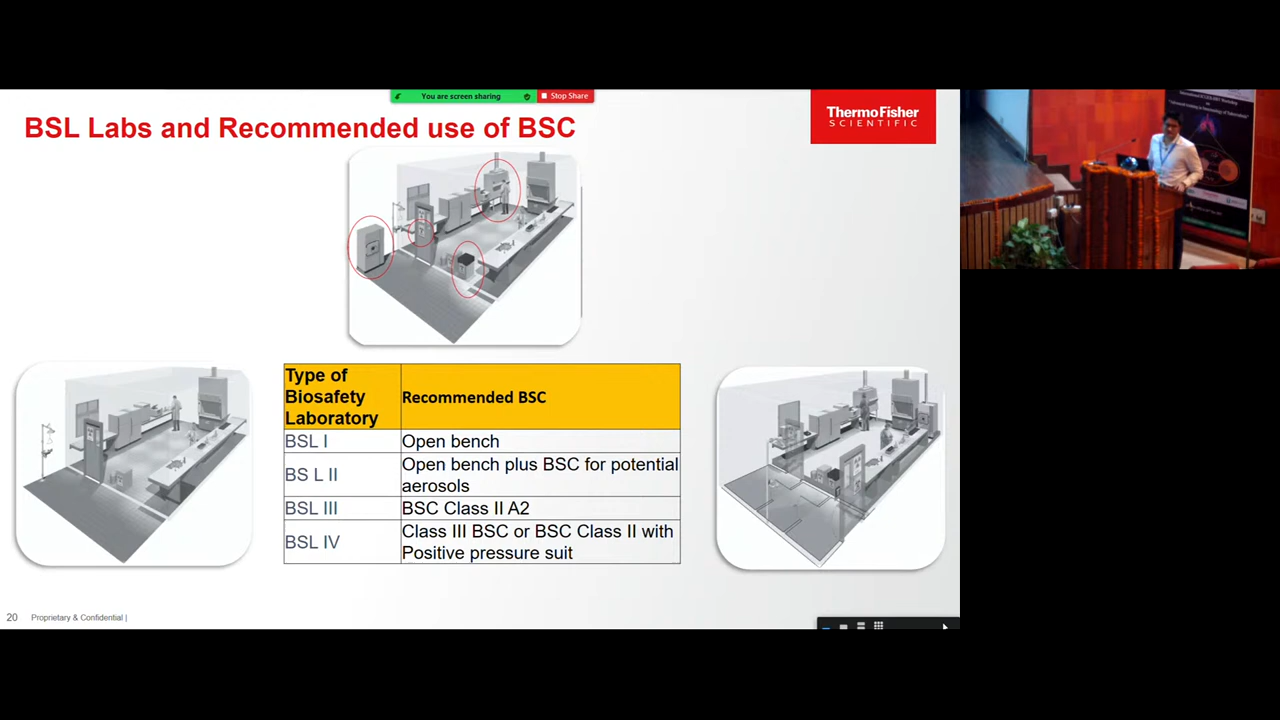 You are screen sharing
Stop Share
BSL Labs and Recommended use of BSC
ThermoFisher
SCIENTIFIC
Type of
Biosafety
Laboratory
Recommended BSC
BSL I
Open bench
BS L II
Open bench plus BSC for potential
aerosols
BSL III
BSC Class II A2
BSL IV
Class III BSC or BSC Class II with
Positive pressure suit
20
Proprietary & Confidential |